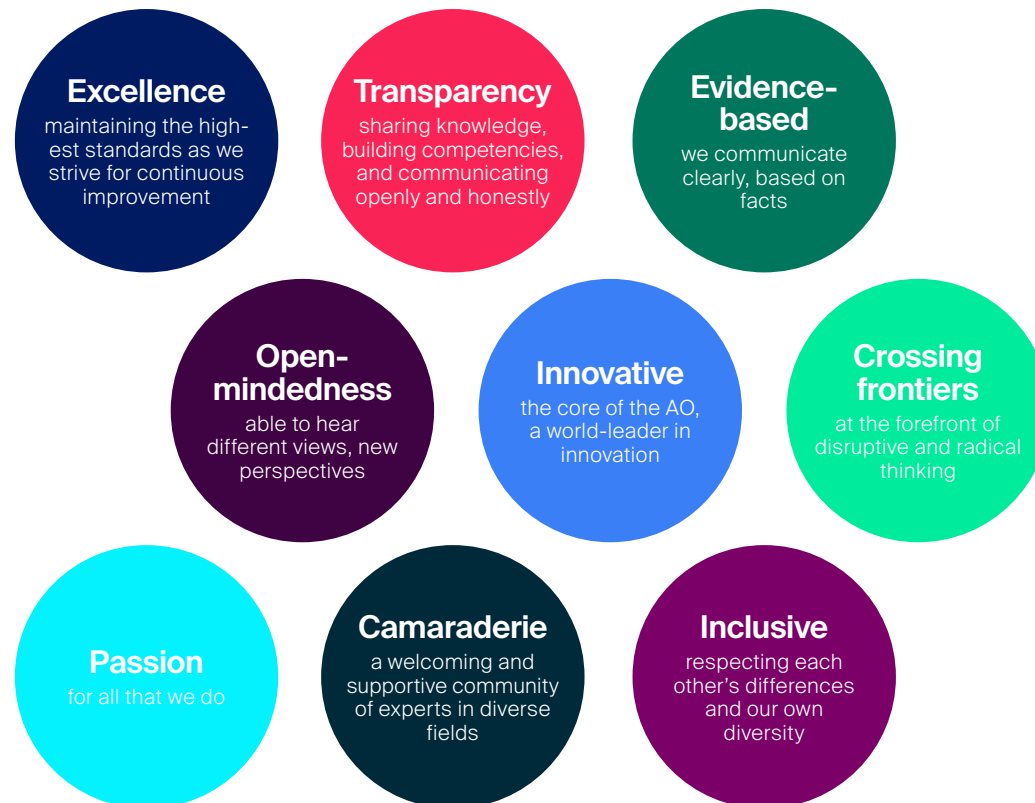 Excellence
maintaining the high-
est standards as we
strive for continuous
improvement
Transparency
sharing knowledge,
building competencies,
and communicating
openly and honestly
Evidence-
based
we communicate
clearly, based on
facts
Open-
mindedness
able to hear
different views, new
perspectives
Innovative
the core of the AO,
a world-leader in
innovation
Crossing
frontiers
at the forefront of
disruptive and radical
thinking
Passion
for all that we do
Camaraderie
a welcoming and
supportive community
of experts in diverse
fields
Inclusive
respecting each
other’s differences
and our own
diversity